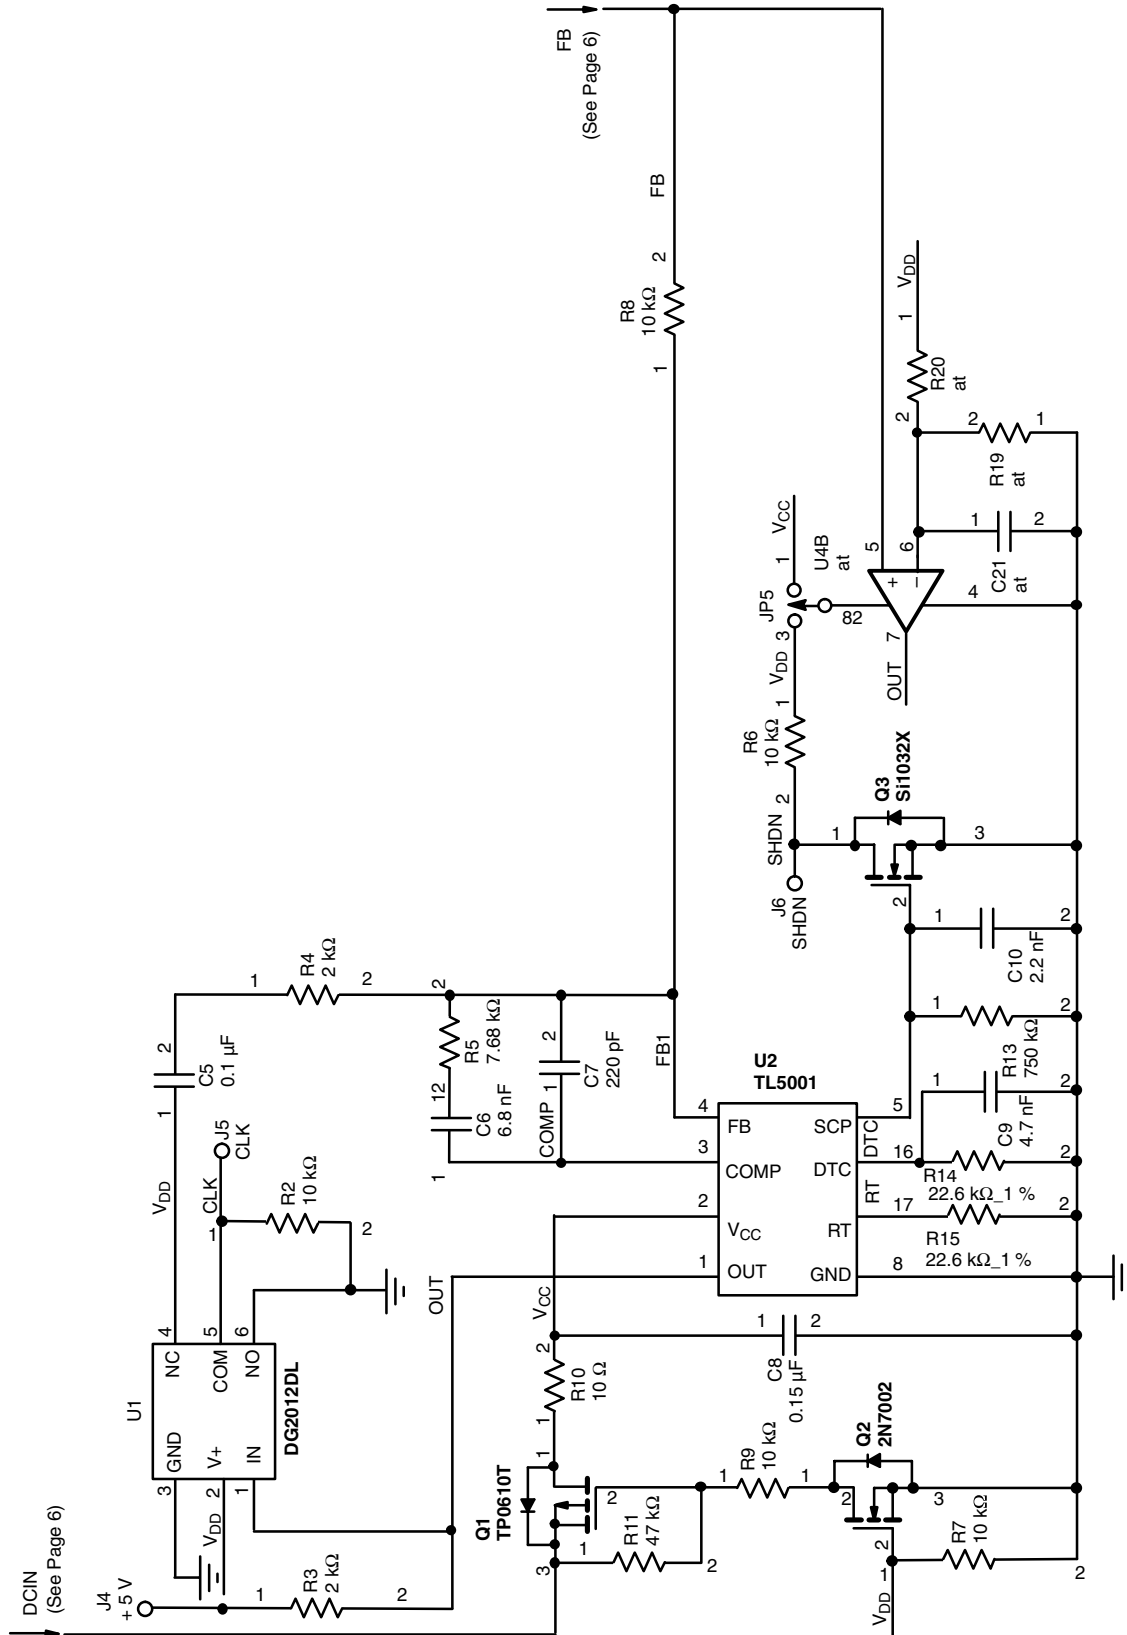 FB
(See Page 6)
FB
2
R8
10 kΩ
1
VDD
1
R20
at
2
2
R19
at
1
1
C21
at
2
VCC
1
JP5
U4B
at
5
6
+
−
4
82
7
OUT
3
VDD
1
R6
10 kΩ
2
SHDN
J6
SHDN
Q3
Si1032X
1
2
3
1
C10
2.2 nF
2
1
R13
750 kΩ
2
1
C9
4.7 nF
2
R14
22.6 kΩ_1 %
2
R15
22.6 kΩ_1 %
2
1
R4
2 kΩ
2
2
C5
0.1 µF
1
VDD
2
R5
7.68 kΩ
12
C6
6.8 nF
1
2
C7
220 pF
1
COMP
FB1
J5
CLK
CLK
1
R2
10 kΩ
2
U2
TL5001
4
FB
3
COMP
2
VCC
1
OUT
SCP
5
DTC
DTC
16
RT
RT
17
GND
8
OUT
VCC
4
5
6
NC
COM
NO
U1
DG2012DL
GND
V+
IN
3
2
1
VDD
2
R10
10 Ω
1
1
C8
0.15 µF
2
Q1
TP0610T
1
2
3
1
R11
47 kΩ
2
1
R9
10 kΩ
1
Q2
2N7002
2
3
2
1
VDD
R7
10 kΩ
2
DCIN
(See Page 6)
J4
+ 5 V
1
R3
2 kΩ
2